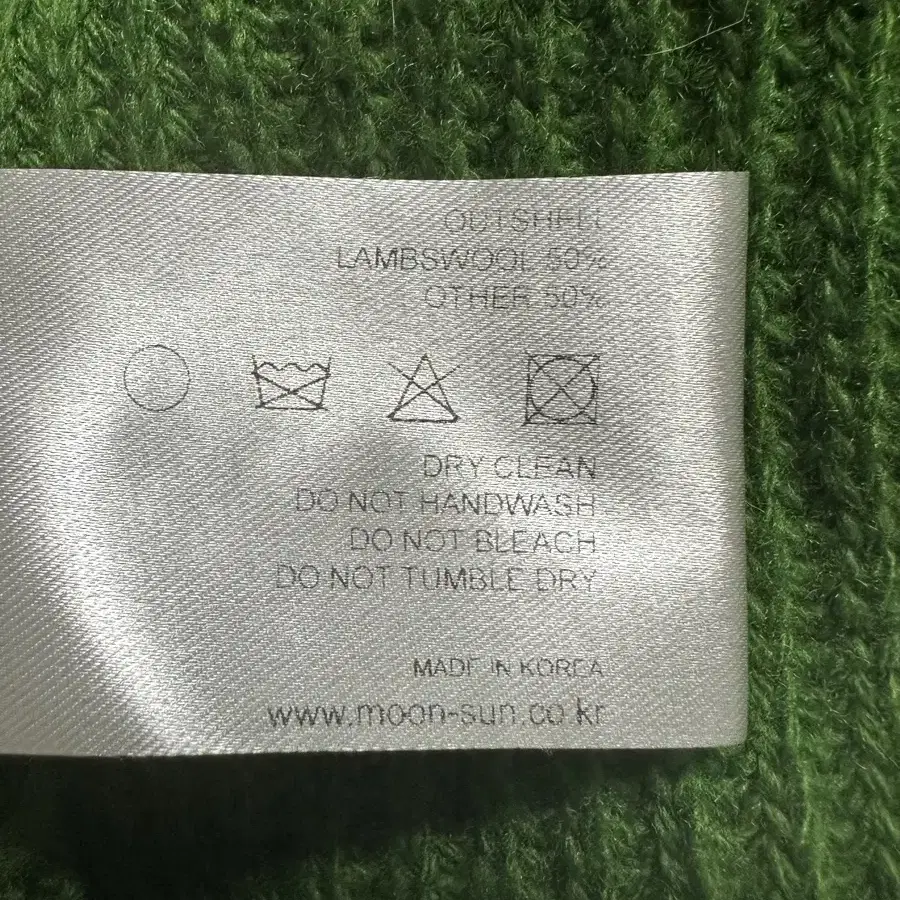 OUTSHELL
LAMBSWOOL 50%
OTHER 50%
DRY CLEAN
DO NOT HANDWASH
DO NOT BLEACH
DO NOT TUMBLE DRY
MADE IN KOREA
www.moon-sun.co.kr